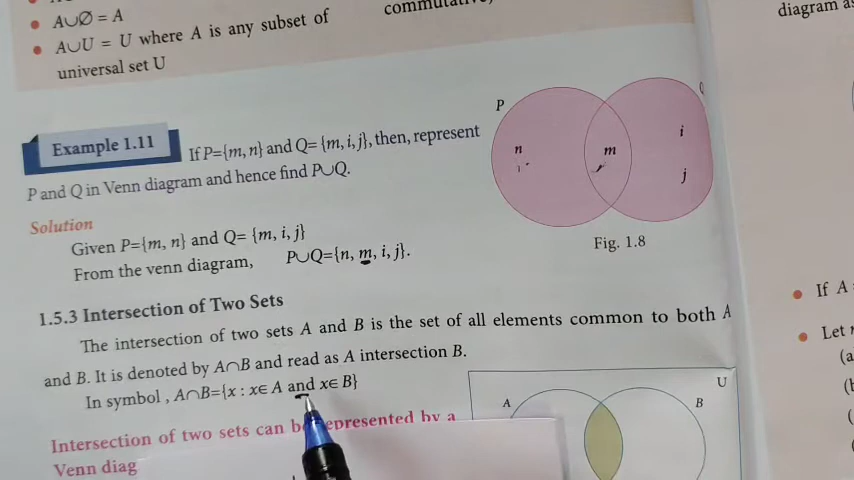 A∪Ø = A
commutative,
A∪U = U where A is any subset of
universal set U
diagram as
Example 1.11 If P={m, n} and Q= {m, i, j}, then, represent
P and Q in Venn diagram and hence find P∪Q.
P
n
m
i
j
Fig. 1.8
Solution
Given P={m, n} and Q= {m, i, j}
From the venn diagram, P∪Q={n, m, i, j}.
1.5.3 Intersection of Two Sets
The intersection of two sets A and B is the set of all elements common to both A
and B. It is denoted by A∩B and read as A intersection B.
In symbol , A∩B={x : x∈ A and x∈ B}
Intersection of two sets can be represented by a
Venn diag
U
A
B
If A
Let
(a